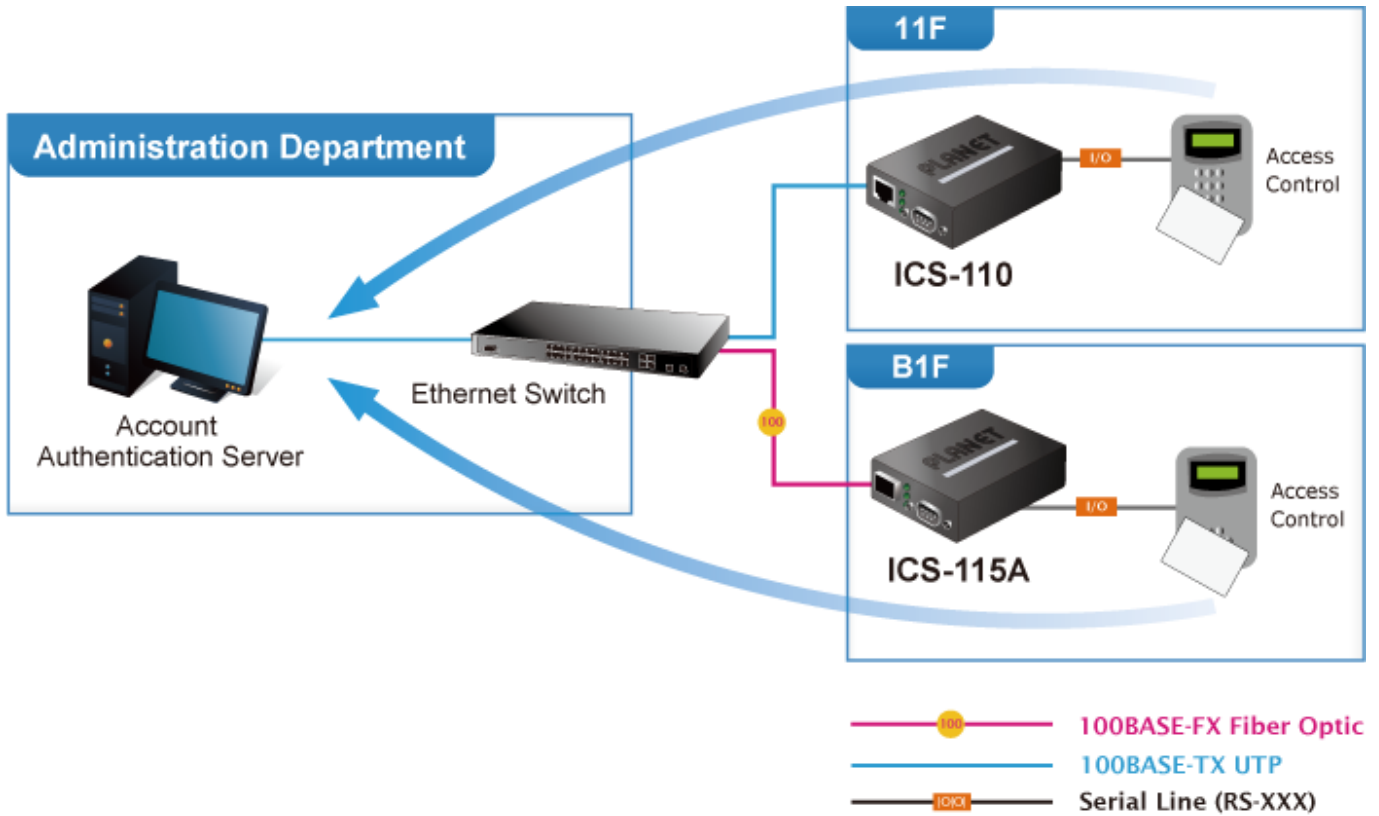 11F
Administration Department
PLANET
I/O
Access
Control
ICS-110
Ethernet Switch
Account
Authentication Server
B1F
100
PLANET
I/O
Access
Control
ICS-115A
100
100BASE-FX Fiber Optic
100BASE-TX UTP
|O|O|
Serial Line (RS-XXX)